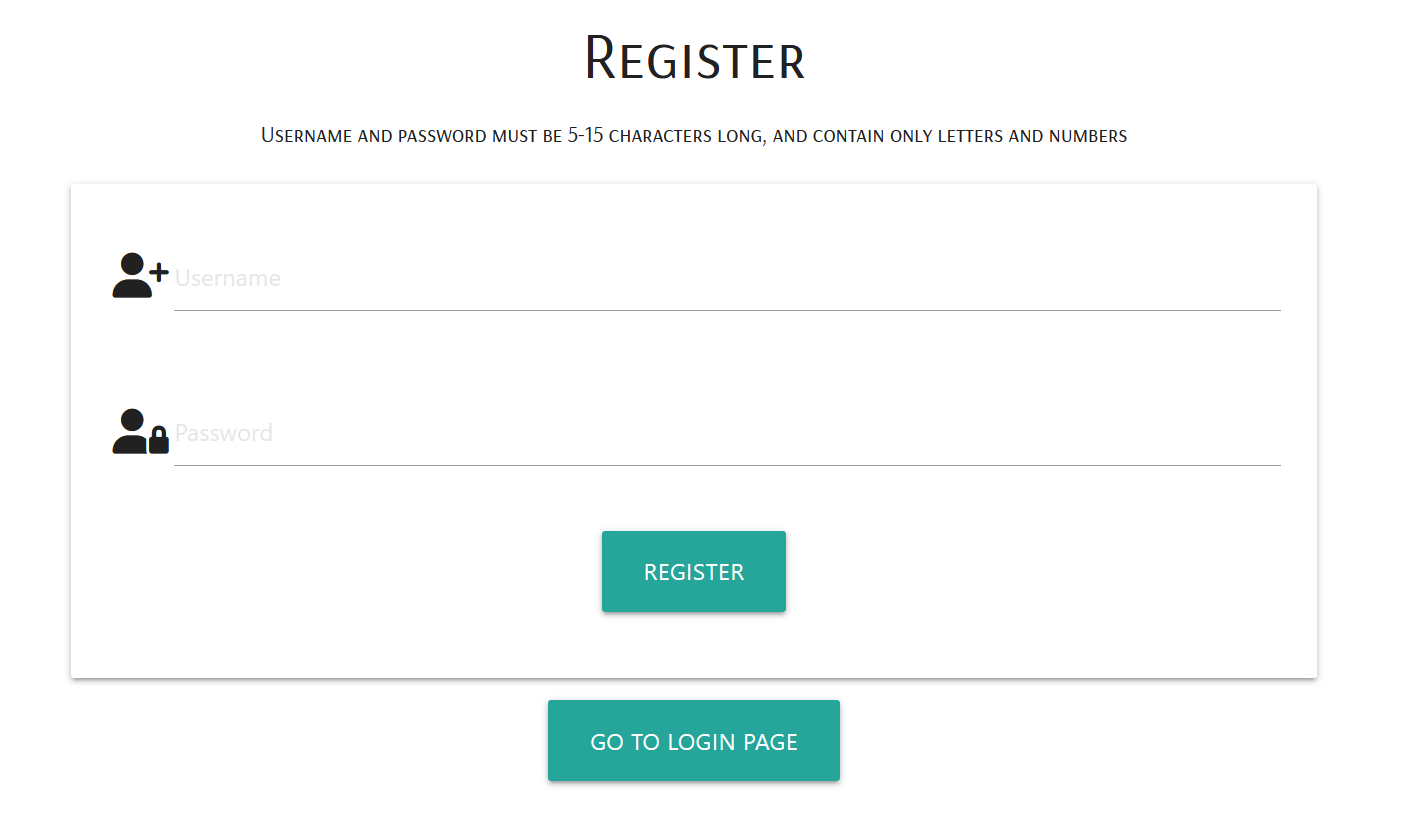 Register
Username and password must be 5-15 characters long, and contain only letters and numbers
Username
Password
REGISTER
GO TO LOGIN PAGE